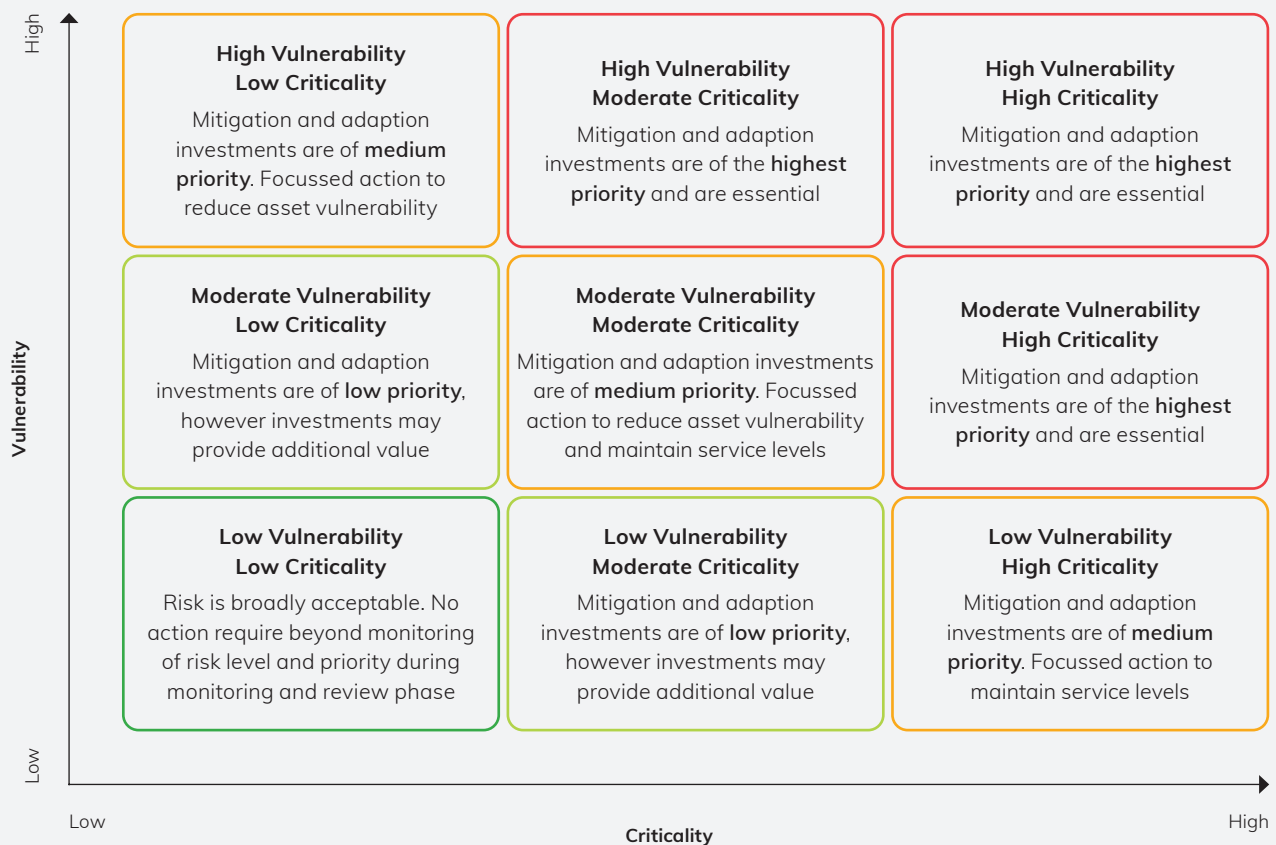 High
High Vulnerability
Low Criticality
Mitigation and adaption
investments are of medium
priority. Focussed action to
reduce asset vulnerability
High Vulnerability
Moderate Criticality
Mitigation and adaption
investments are of the highest
priority and are essential
High Vulnerability
High Criticality
Mitigation and adaption
investments are of the highest
priority and are essential
Vulnerability
Moderate Vulnerability
Low Criticality
Mitigation and adaption
investments are of low priority,
however investments may
provide additional value
Moderate Vulnerability
Moderate Criticality
Mitigation and adaption investments
are of medium priority. Focussed
action to reduce asset vulnerability
and maintain service levels
Moderate Vulnerability
High Criticality
Mitigation and adaption
investments are of the highest
priority and are essential
Low Vulnerability
Low Criticality
Risk is broadly acceptable. No
action require beyond monitoring
of risk level and priority during
monitoring and review phase
Low Vulnerability
Moderate Criticality
Mitigation and adaption
investments are of low priority,
however investments may
provide additional value
Low Vulnerability
High Criticality
Mitigation and adaption
investments are of medium
priority. Focussed action to
maintain service levels
Low
Low
Criticality
High